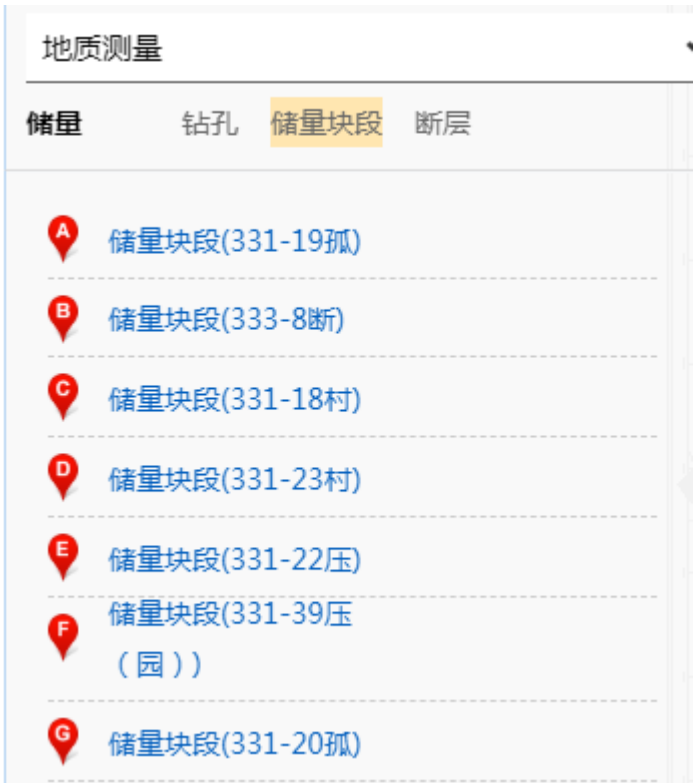 地质测量
储量 钻孔 储量块段 断层
A 储量块段(331-19孤)
B 储量块段(333-8断)
C 储量块段(331-18村)
D 储量块段(331-23村)
E 储量块段(331-22压)
F 储量块段(331-39压
（园）)
G 储量块段(331-20孤)